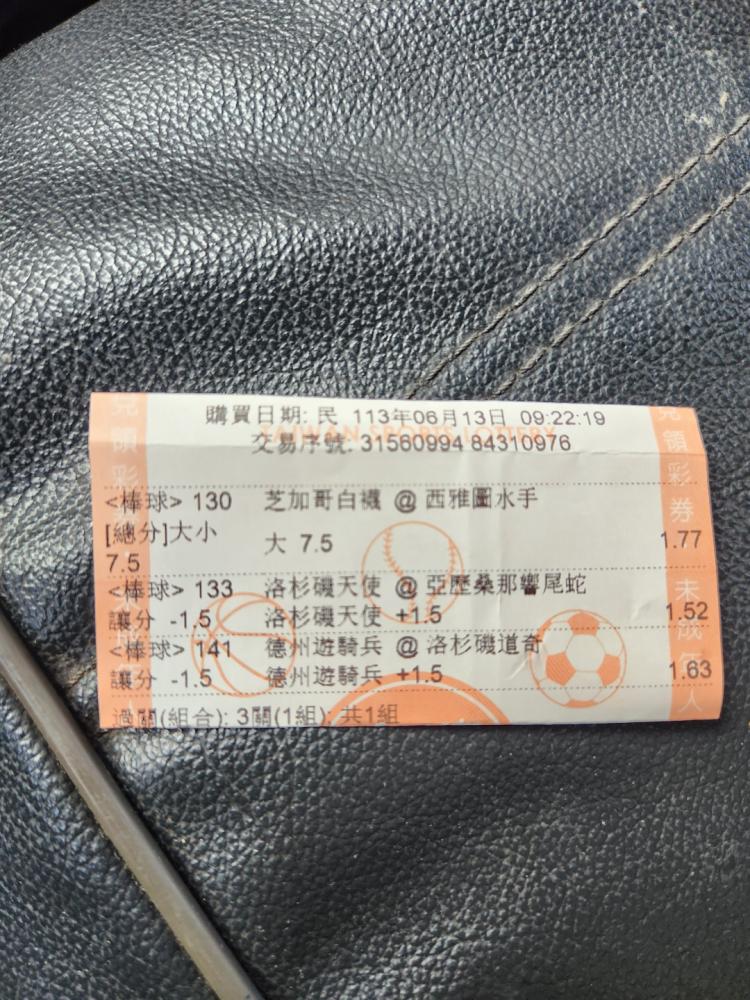 購買日期: 民 113年06月13日 09:22:19
TAIWAN SPORTS LOTTERY
交易序號: 31560994 84310976
<棒球> 130 芝加哥白襪 @ 西雅圖水手
[總分]大小 大 7.5 1.77
7.5
<棒球> 133 洛杉磯天使 @ 亞歷桑那響尾蛇
讓分 -1.5 洛杉磯天使 +1.5 1.52
<棒球> 141 德州遊騎兵 @ 洛杉磯道奇
讓分 -1.5 德州遊騎兵 +1.5 1.63
過關(組合): 3關(1組): 共1組
兌領彩券
未成年人